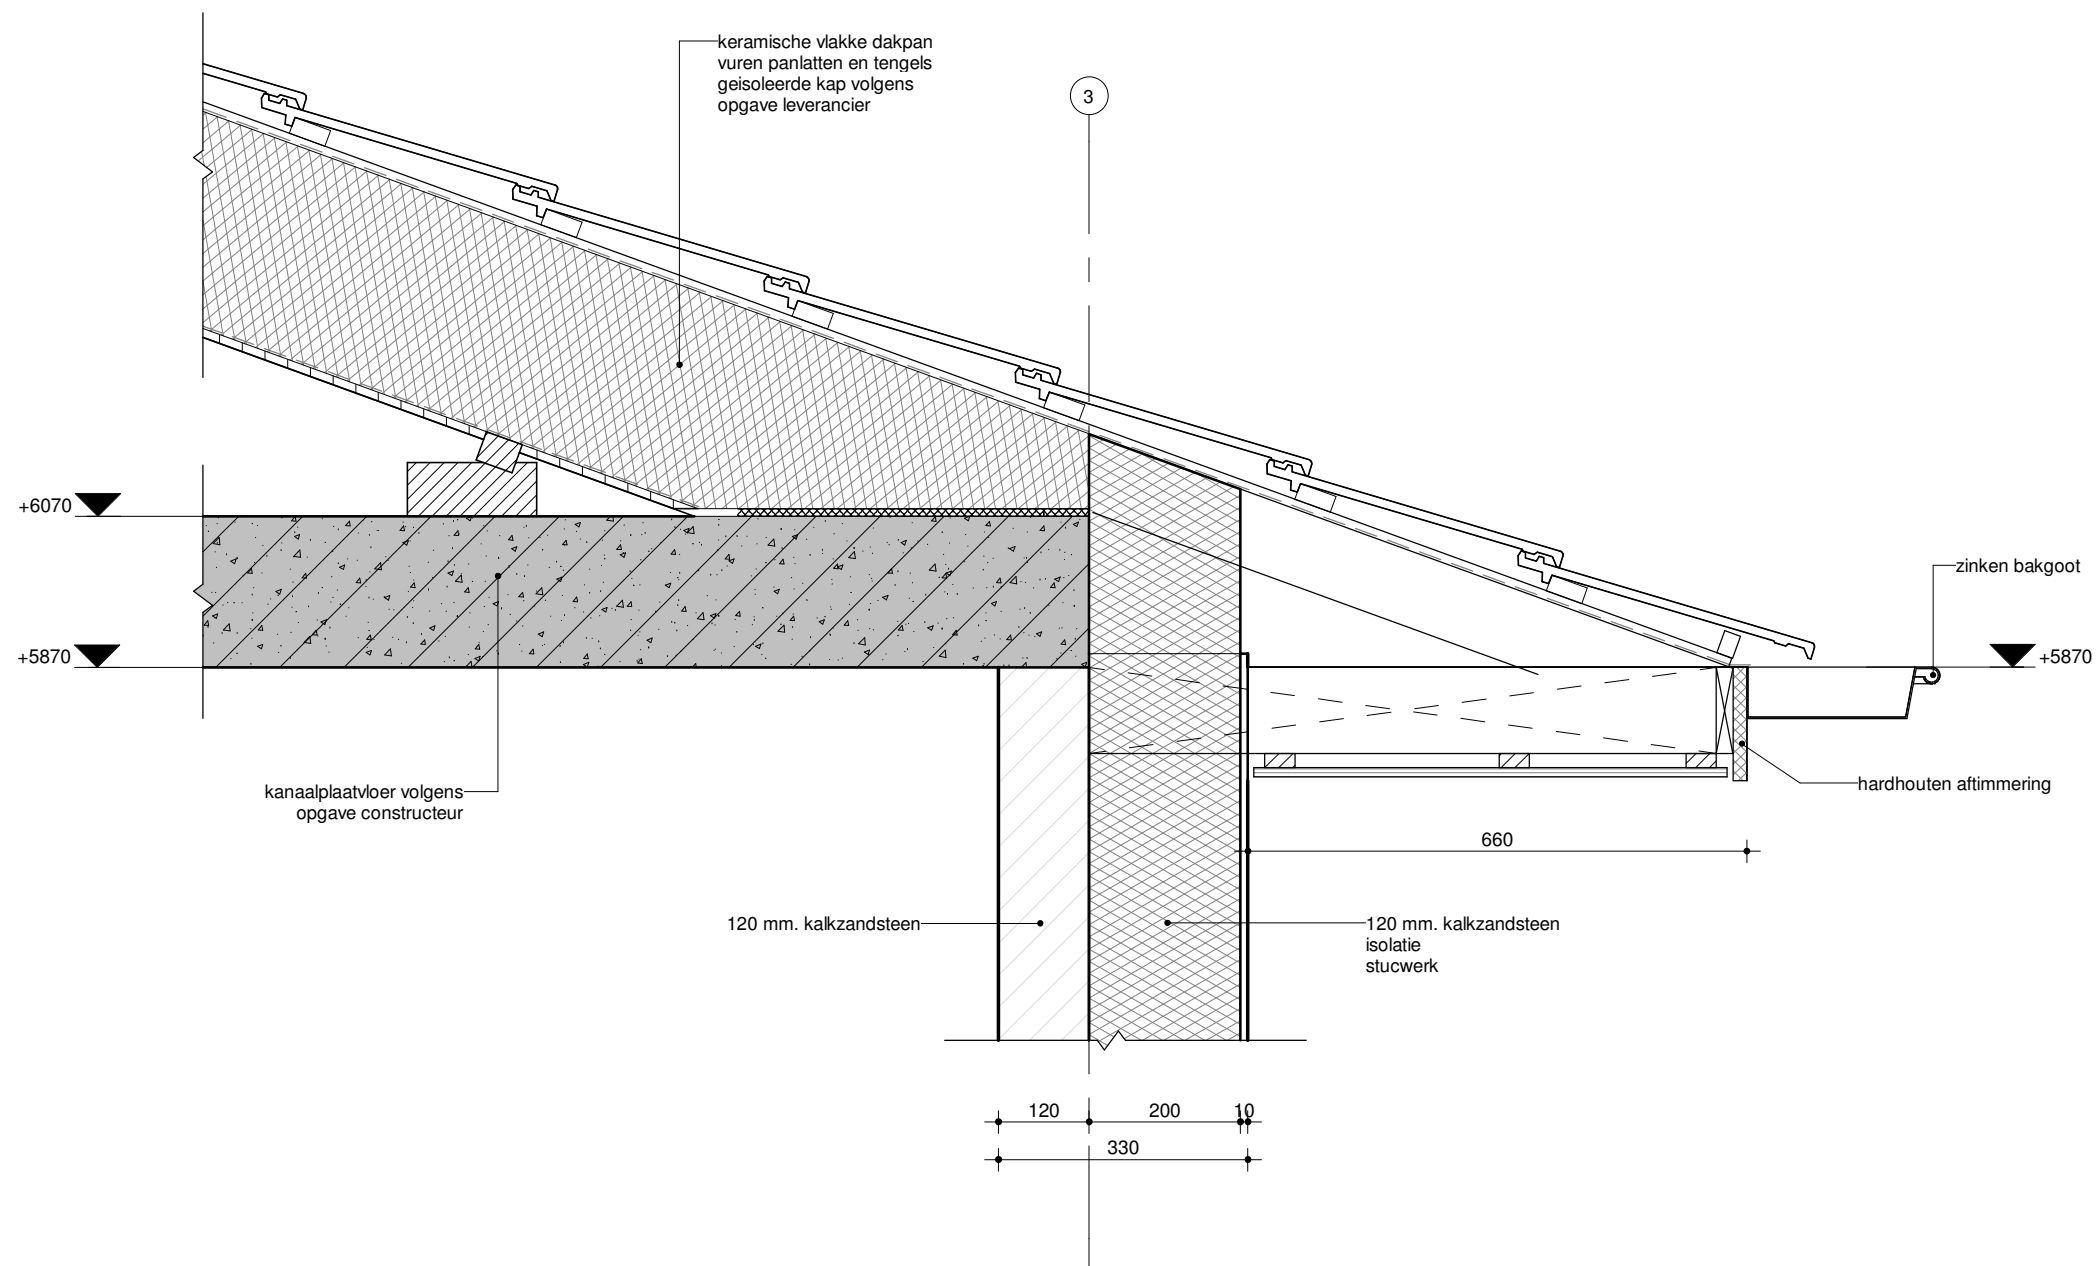 keramische vlakke dakpan
vuren panlatten en tengels
geisoleerde kap volgens
opgave leverancier
3
+6070
zinken bakgoot
+5870
+5870
kanaalplaatvloer volgens
opgave constructeur
hardhouten aftimmering
660
120 mm. kalkzandsteen
120 mm. kalkzandsteen
isolatie
stucwerk
120
200
10
330